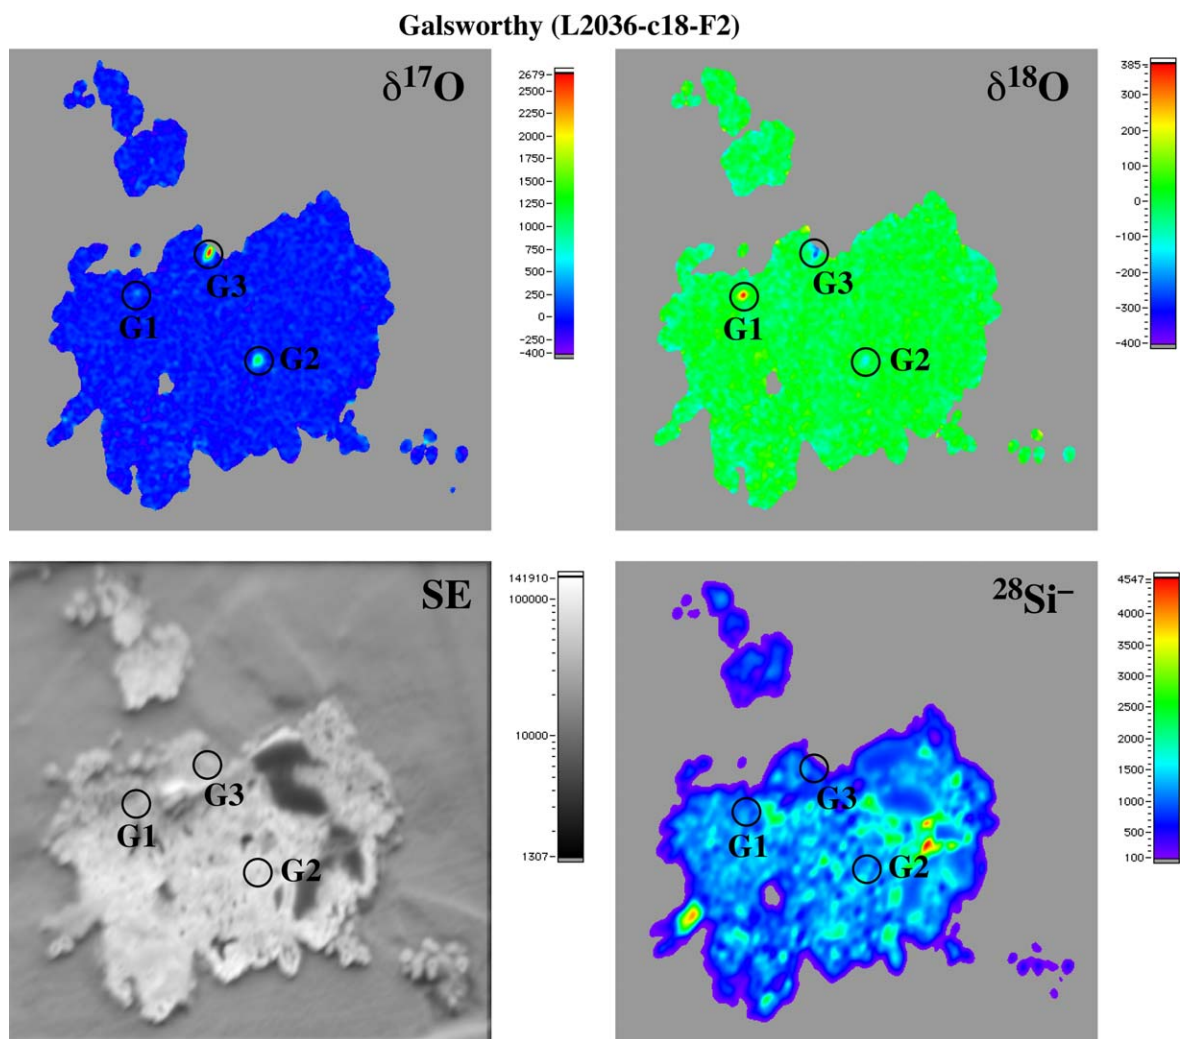 Galsworthy (L2036-c18-F2)
δ¹⁷O
2679
2500
2250
2000
1750
1500
1250
1000
750
500
250
0
−250
−400
G1
G3
G2
δ¹⁸O
385
300
200
100
0
−100
−200
−300
−400
G3
G1
G2
SE
141910
100000
10000
1307
G3
G1
G2
²⁸Si⁻
4547
4000
3500
3000
2500
2000
1500
1000
500
100
G3
G1
G2